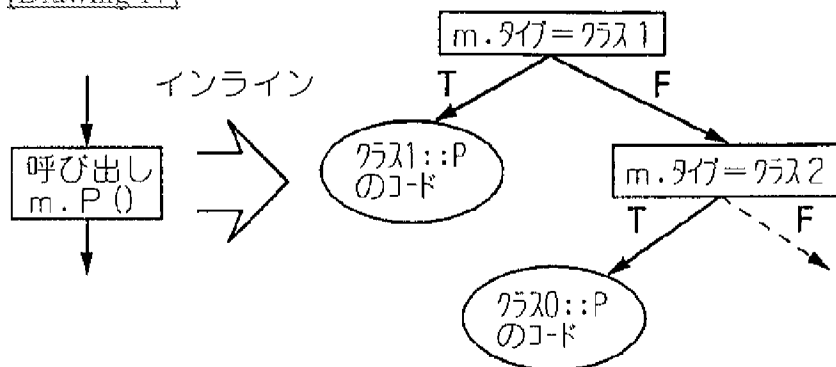 m.タイプ=クラス1
T
F
インライン
呼び出し
m.P()
クラス1::P
のコード
m.タイプ=クラス2
T
F
クラス0::P
のコード